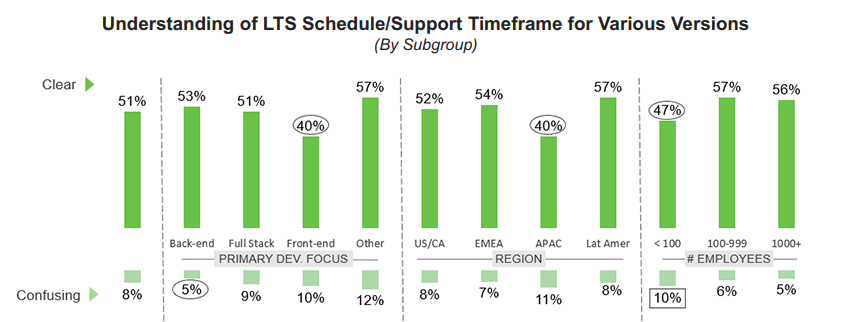 Understanding of LTS Schedule/Support Timeframe for Various Versions
(By Subgroup)
Clear
51% 53% 51% 40% 57% 52% 54% 40% 57% 47% 57% 56%
Back-end Full Stack Front-end Other US/CA EMEA APAC Lat Amer < 100 100-999 1000+
PRIMARY DEV. FOCUS REGION # EMPLOYEES
Confusing
8% 5% 9% 10% 12% 8% 7% 11% 8% 10% 6% 5%